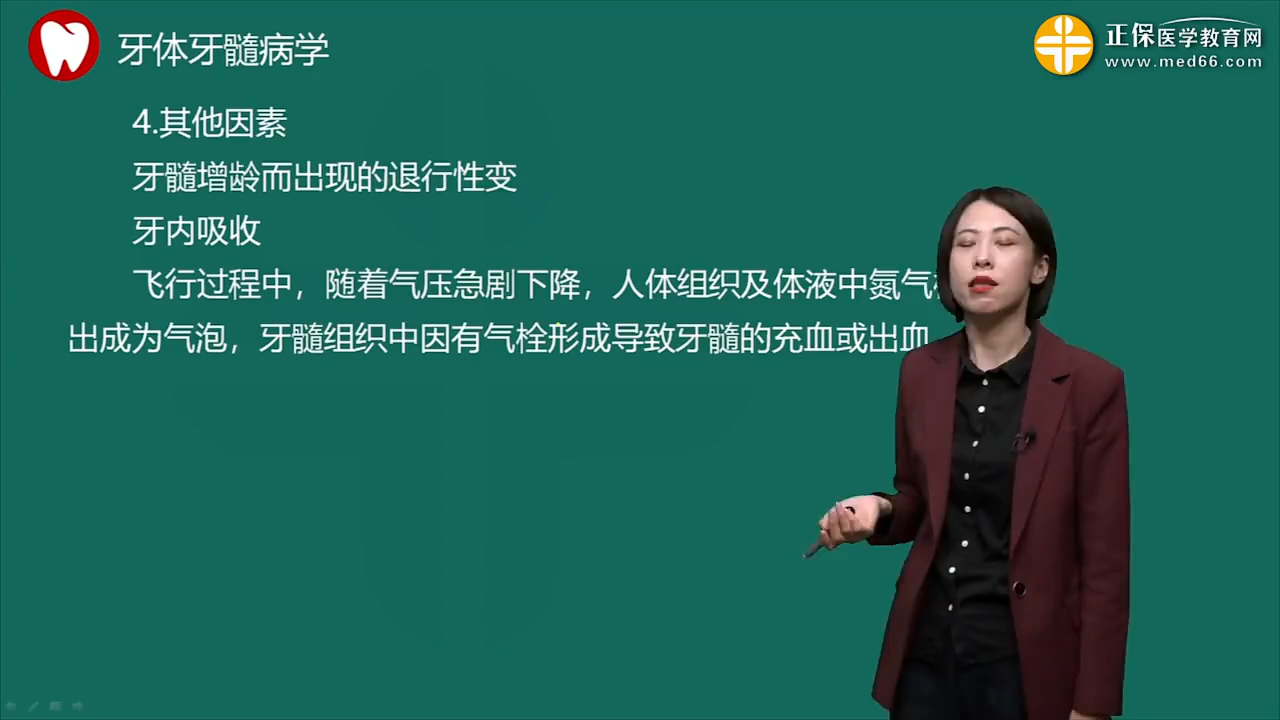 牙体牙髓病学
正保医学教育网
www.med66.com
4.其他因素
牙髓增龄而出现的退行性变
牙内吸收
飞行过程中，随着气压急剧下降，人体组织及体液中氮气
出成为气泡，牙髓组织中因有气栓形成导致牙髓的充血或出血